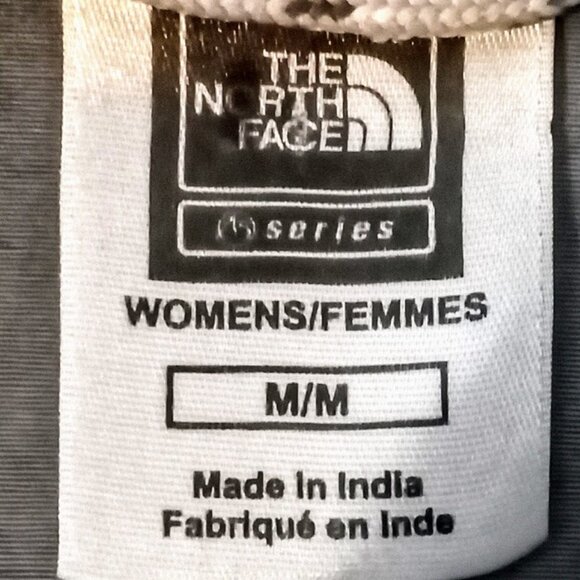 THE
NORTH
FACE
series
WOMENS/FEMMES
M/M
Made In India
Fabriqué en Inde